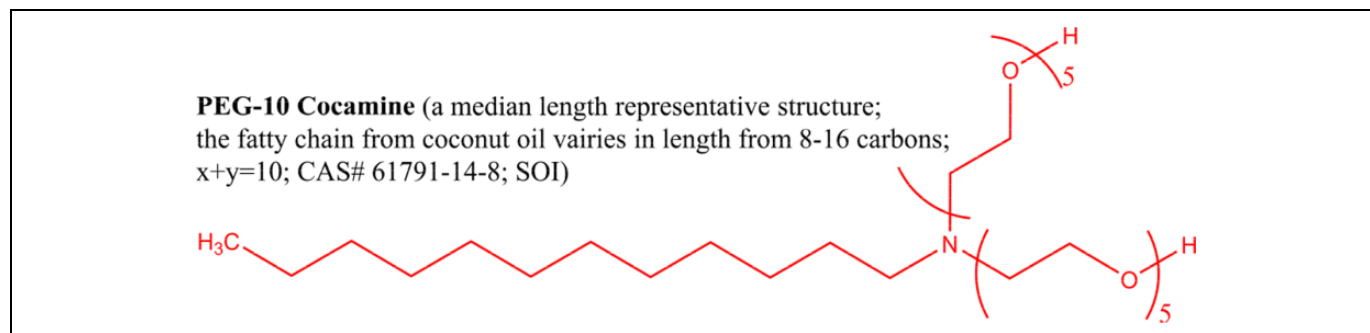 H
O
5
PEG-10 Cocamine (a median length representative structure;
the fatty chain from coconut oil vairies in length from 8-16 carbons;
x+y=10; CAS# 61791-14-8; SOI)
H₃C
N
H
O
5